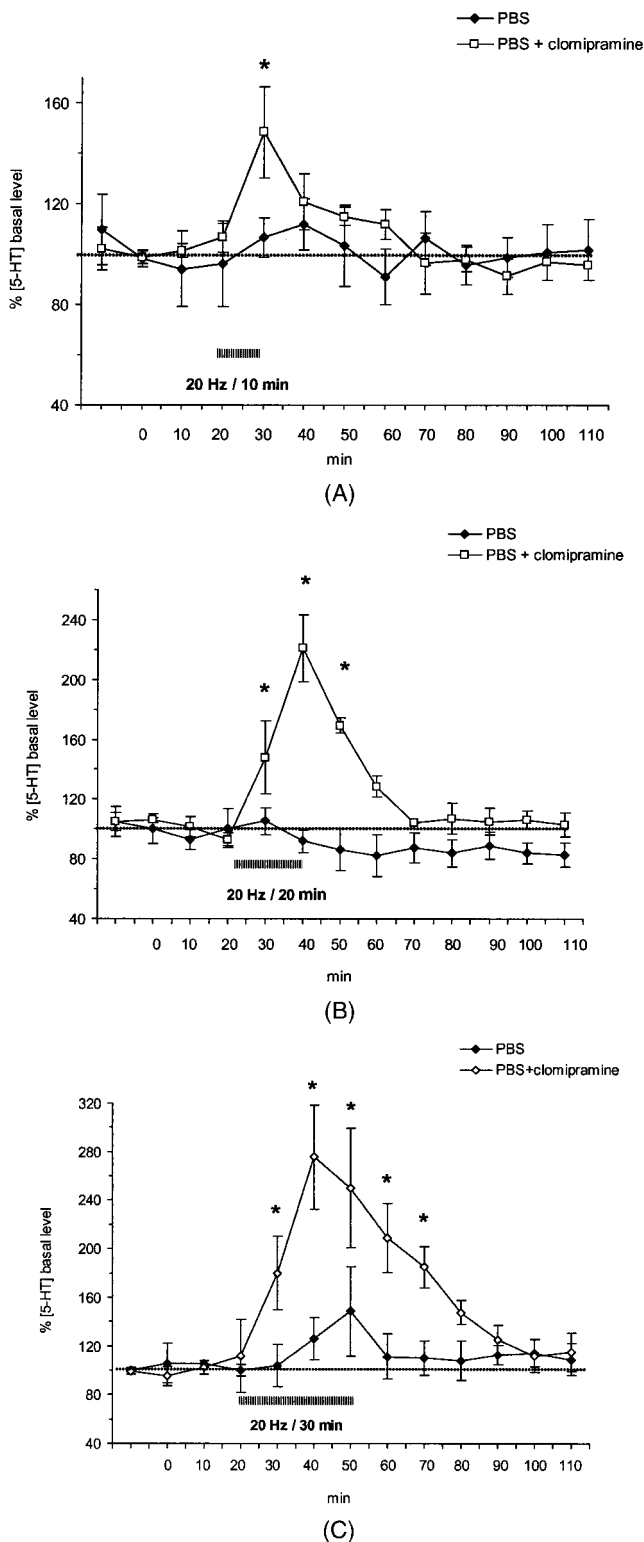 PBS
PBS + clomipramine
*
160
120
80
40
% [5-HT] basal level
20 Hz / 10 min
0 10 20 30 40 50 60 70 80 90 100 110
min
(A)
PBS
PBS + clomipramine
*
*
*
240
200
160
120
80
40
% [5-HT] basal level
20 Hz / 20 min
0 10 20 30 40 50 60 70 80 90 100 110
min
(B)
PBS
PBS+clomipramine
*
*
*
*
*
320
280
240
200
160
120
80
40
% [5-HT] basal level
20 Hz / 30 min
0 10 20 30 40 50 60 70 80 90 100 110
min
(C)